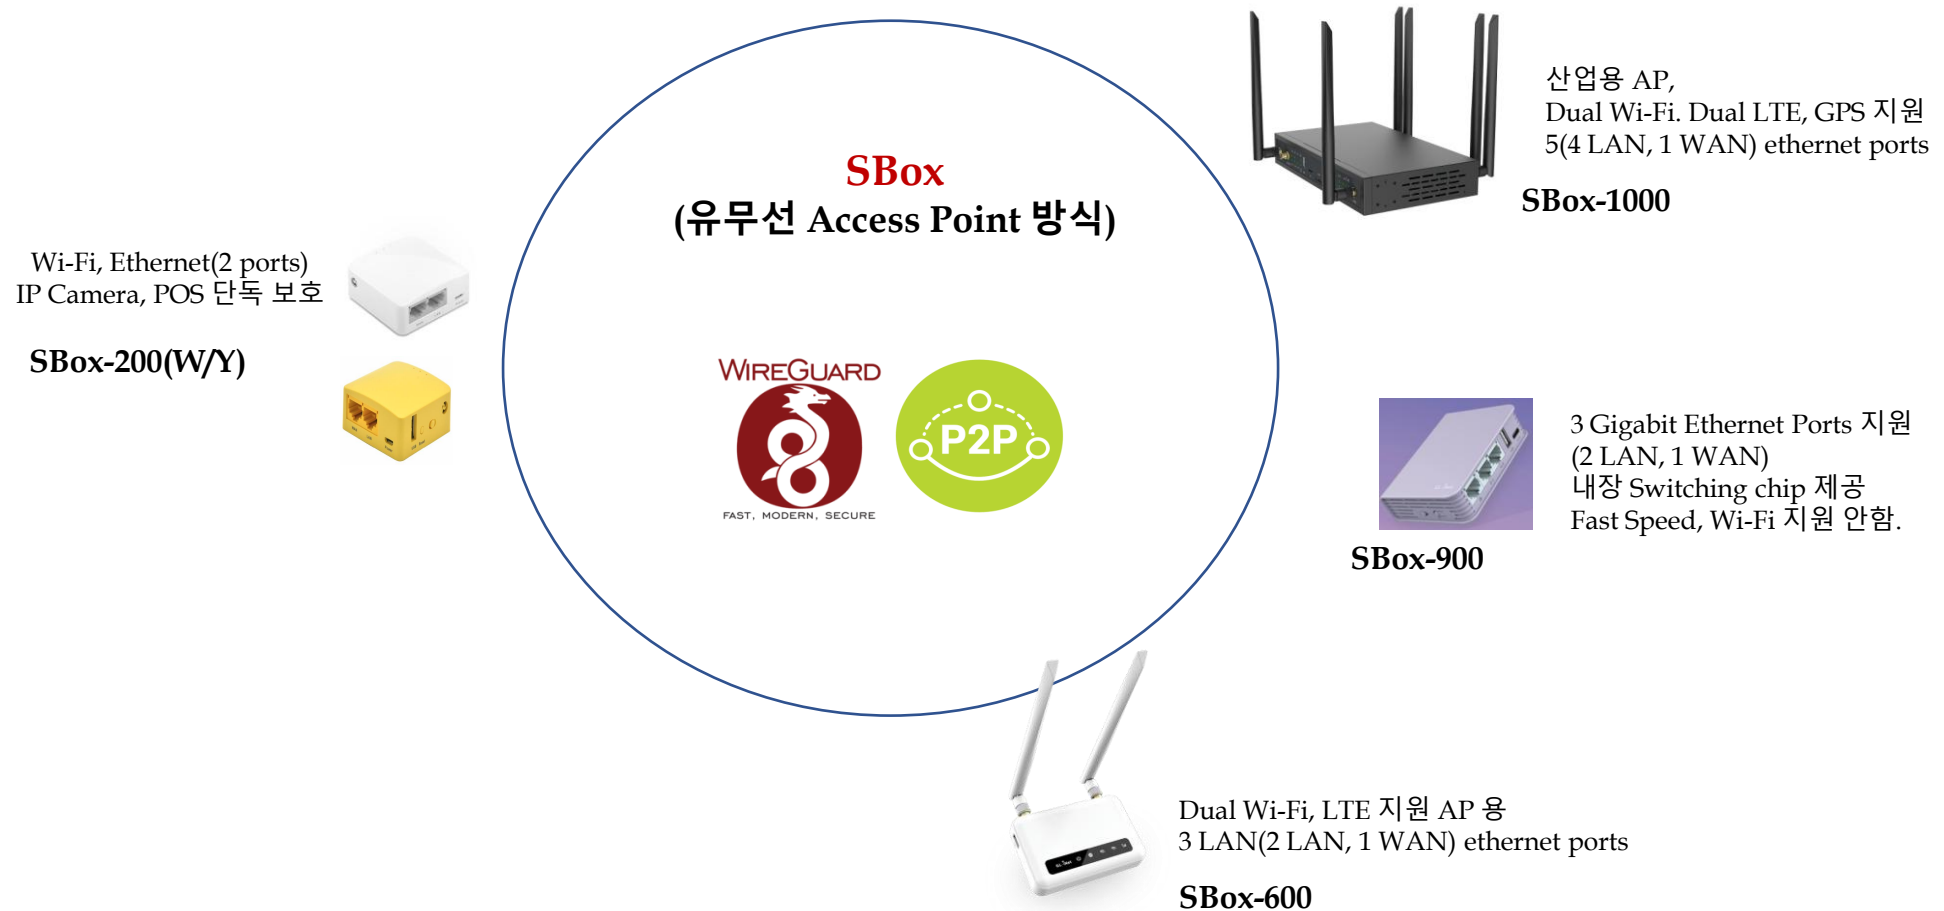 SBox
(유무선 Access Point 방식)
WIREGUARD
FAST, MODERN, SECURE
P2P
Wi-Fi, Ethernet(2 ports)
IP Camera, POS 단독 보호
SBox-200(W/Y)
산업용 AP,
Dual Wi-Fi. Dual LTE, GPS 지원
5(4 LAN, 1 WAN) ethernet ports
SBox-1000
3 Gigabit Ethernet Ports 지원
(2 LAN, 1 WAN)
내장 Switching chip 제공
Fast Speed, Wi-Fi 지원 안함.
SBox-900
Dual Wi-Fi, LTE 지원 AP 용
3 LAN(2 LAN, 1 WAN) ethernet ports
SBox-600